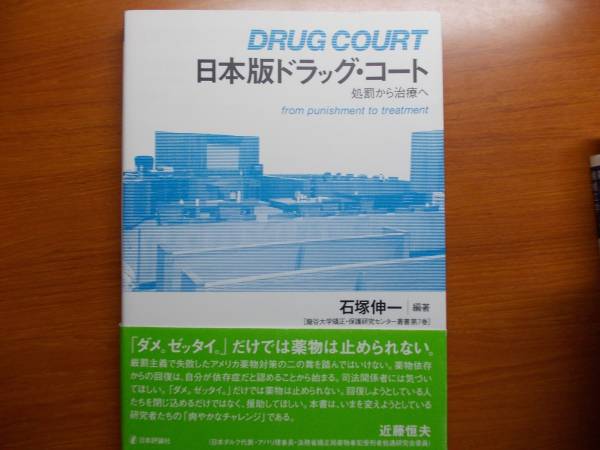 DRUG COURT
日本版ドラッグ・コート
処罰から治療へ
from punishment to treatment
石塚伸一 編著
[龍谷大学矯正・保護研究センター叢書第7巻]
「ダメ。ゼッタイ。」だけでは薬物は止められない。
厳罰主義で失敗したアメリカ薬物対策の二の舞を踏んではいけない。薬物依存
からの回復は、自分が依存症だと認めることから始まる。司法関係者には気づい
てほしい。「ダメ。ゼッタイ。」だけでは薬物は止められない。回復しようとしている人
たちを閉じ込めるだけではなく、援助してほしい。本書は、いまを変えようとしている
研究者たちの「爽やかなチャレンジ」である。
近藤恒夫
日本評論社